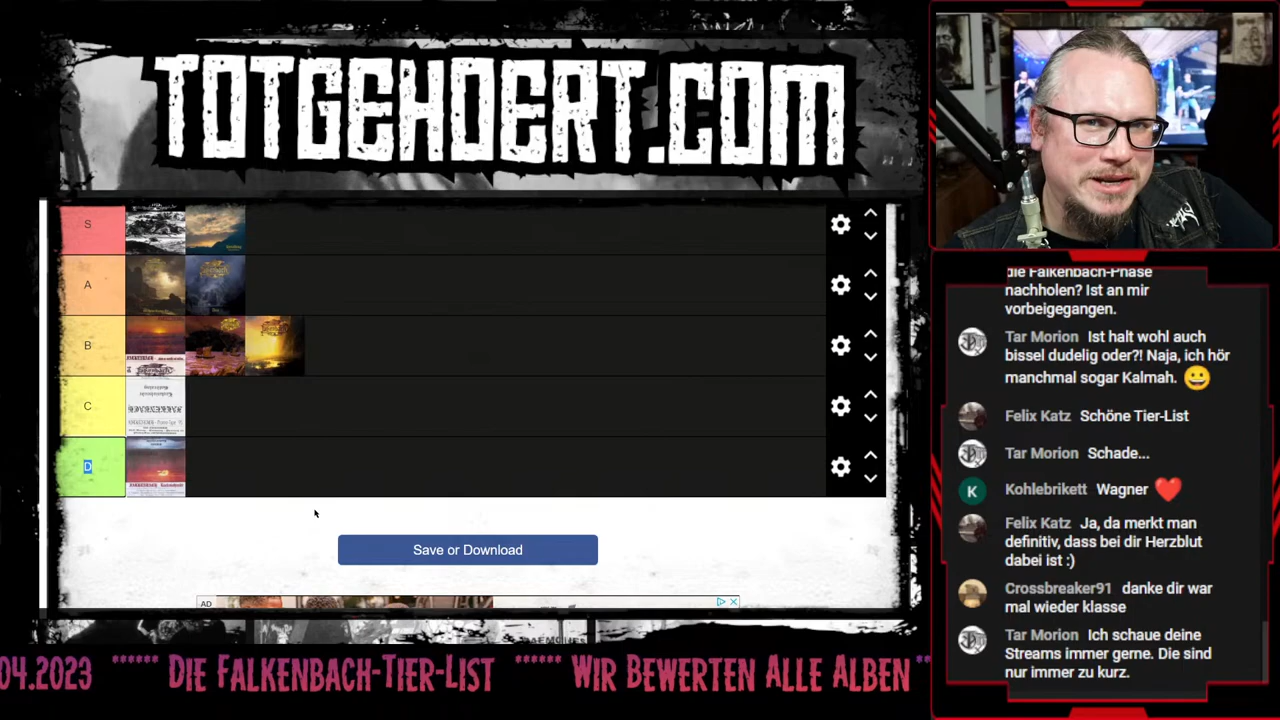 TOTGEHOERT.COM
S
A
B
C
D
Save or Download
AD
die Falkenbach-Phase
nachholen? Ist an mir
vorbeigegangen.
Tar Morion Ist halt wohl auch
bissel dudelig oder?! Naja, ich hör
manchmal sogar Kalmah. 😀
Felix Katz Schöne Tier-List
Tar Morion Schade...
K
Kohlebrikett Wagner ❤️
Felix Katz Ja, da merkt man
definitiv, dass bei dir Herzblut
dabei ist :)
Crossbreaker91 danke dir war
mal wieder klasse
Tar Morion Ich schaue deine
Streams immer gerne. Die sind
nur immer zu kurz.
04.2023 ****** DIE FALKENBACH-TIER-LIST ****** WIR BEWERTEN ALLE ALBEN **